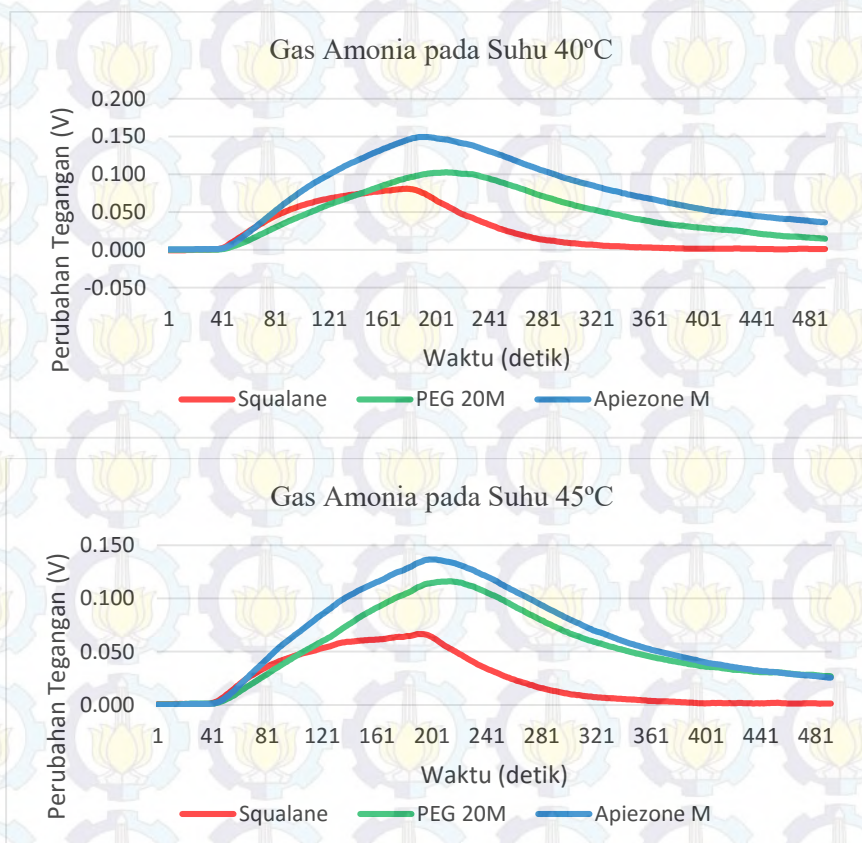 Gas Amonia pada Suhu 40ºC
Perubahan Tegangan (V)
0.200
0.150
0.100
0.050
0.000
-0.050
1 41 81 121 161 201 241 281 321 361 401 441 481
Waktu (detik)
Squalane PEG 20M Apiezone M
Gas Amonia pada Suhu 45ºC
Perubahan Tegangan (V)
0.150
0.100
0.050
0.000
1 41 81 121 161 201 241 281 321 361 401 441 481
Waktu (detik)
Squalane PEG 20M Apiezone M